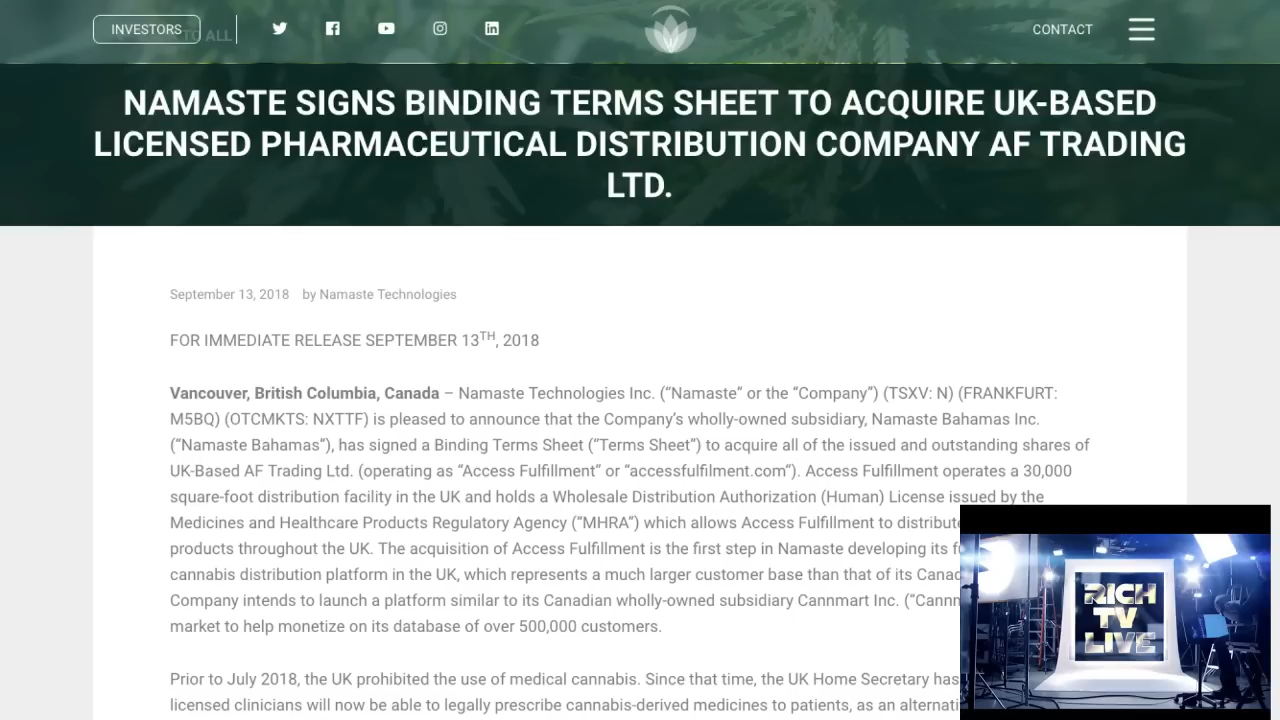 INVESTORS
TO ALL
CONTACT
NAMASTE SIGNS BINDING TERMS SHEET TO ACQUIRE UK-BASED
LICENSED PHARMACEUTICAL DISTRIBUTION COMPANY AF TRADING
LTD.
September 13, 2018 by Namaste Technologies
FOR IMMEDIATE RELEASE SEPTEMBER 13TH, 2018
Vancouver, British Columbia, Canada – Namaste Technologies Inc. (“Namaste“ or the “Company”) (TSXV: N) (FRANKFURT:
M5BQ) (OTCMKTS: NXTTF) is pleased to announce that the Company’s wholly-owned subsidiary, Namaste Bahamas Inc.
(“Namaste Bahamas”), has signed a Binding Terms Sheet (“Terms Sheet”) to acquire all of the issued and outstanding shares of
UK-Based AF Trading Ltd. (operating as “Access Fulfillment” or “accessfulfilment.com“). Access Fulfillment operates a 30,000
square-foot distribution facility in the UK and holds a Wholesale Distribution Authorization (Human) License issued by the
Medicines and Healthcare Products Regulatory Agency (“MHRA”) which allows Access Fulfillment to distribute
products throughout the UK. The acquisition of Access Fulfillment is the first step in Namaste developing its
cannabis distribution platform in the UK, which represents a much larger customer base than that of its
Company intends to launch a platform similar to its Canadian wholly-owned subsidiary Cannmart Inc.
market to help monetize on its database of over 500,000 customers.
Prior to July 2018, the UK prohibited the use of medical cannabis. Since that time, the UK Home Secretary has
licensed clinicians will now be able to legally prescribe cannabis-derived medicines to patients, as an
RICH
TV
LIVE